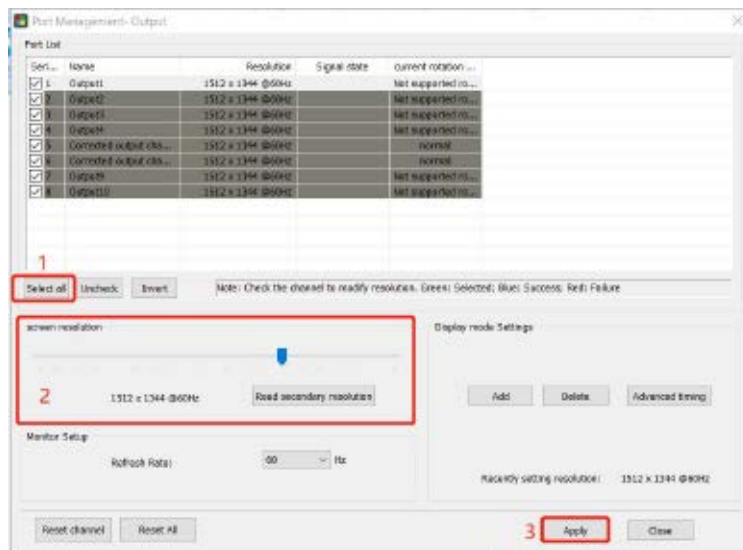 Port Management- Output
Port List
Seri... Name Resolution Signal state current rotation ...
1 Output1 1512 x 1344 @60Hz Not supported ro...
2 Output2 1512 x 1344 @60Hz Not supported ro...
3 Output3 1512 x 1344 @60Hz Not supported ro...
4 Output4 1512 x 1344 @60Hz Not supported ro...
5 Corrected output cha... 1512 x 1344 @60Hz normal
6 Corrected output cha... 1512 x 1344 @60Hz normal
7 Output9 1512 x 1344 @60Hz Not supported ro...
8 Output10 1512 x 1344 @60Hz Not supported ro...
1
Select all Uncheck Invert Note: Check the channel to modify resolution. Green: Selected; Blue: Success; Red: Failure
screen resolution Display mode Settings
2 1512 x 1344 @60Hz Read secondary resolution Add Delete Advanced timing
Monitor Setup
Refresh Rate: 60 Hz
Recently setting resolution: 1512 x 1344 @60Hz
Reset channel Reset All 3 Apply Close